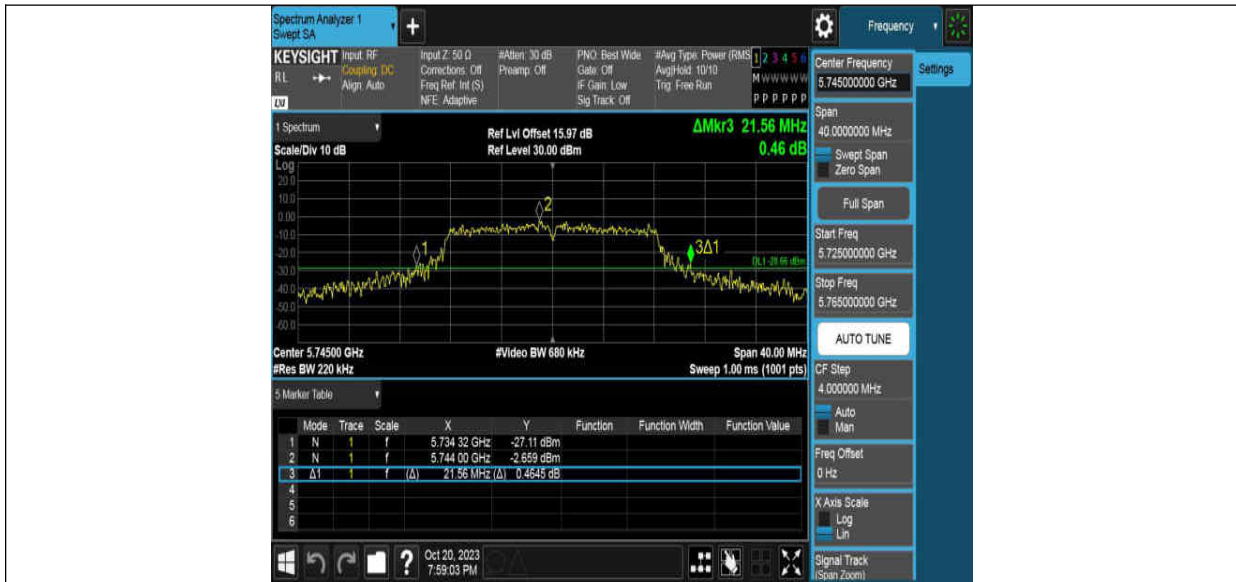 Spectrum Analyzer 1
Swept SA
+
Frequency
KEYSIGHT
RL
LXI
Input: RF
Coupling: DC
Align: Auto
Input Z: 50 Ω
Corrections: Off
Freq Ref: Int (S)
NFE: Adaptive
#Atten: 30 dB
Preamp: Off
PNO: Best Wide
Gate: Off
IF Gain: Low
Sig Track: Off
#Avg Type: Power (RMS
Avg|Hold: 10/10
Trig: Free Run
1 2 3 4 5 6
M W W W W W
P P P P P P
1 Spectrum
Scale/Div 10 dB
Ref Lvl Offset 15.97 dB
Ref Level 30.00 dBm
ΔMkr3 21.56 MHz
0.46 dB
Log
20.0
10.0
0.00
-10.0
-20.0
-30.0
-40.0
-50.0
-60.0
1
2
3Δ1
DL1 -28.66 dBm
Center 5.74500 GHz
#Video BW 680 kHz
Span 40.00 MHz
#Res BW 220 kHz
Sweep 1.00 ms (1001 pts)
5 Marker Table
Mode Trace Scale X Y Function Function Width Function Value
1 N 1 f 5.734 32 GHz -27.11 dBm
2 N 1 f 5.744 00 GHz -2.659 dBm
3 Δ1 1 f (Δ) 21.56 MHz (Δ) 0.4645 dB
4
5
6
?
Oct 20, 2023
7:59:03 PM
Center Frequency
5.745000000 GHz
Settings
Span
40.0000000 MHz
Swept Span
Zero Span
Full Span
Start Freq
5.725000000 GHz
Stop Freq
5.765000000 GHz
AUTO TUNE
CF Step
4.000000 MHz
Auto
Man
Freq Offset
0 Hz
X Axis Scale
Log
Lin
Signal Track
(Span Zoom)